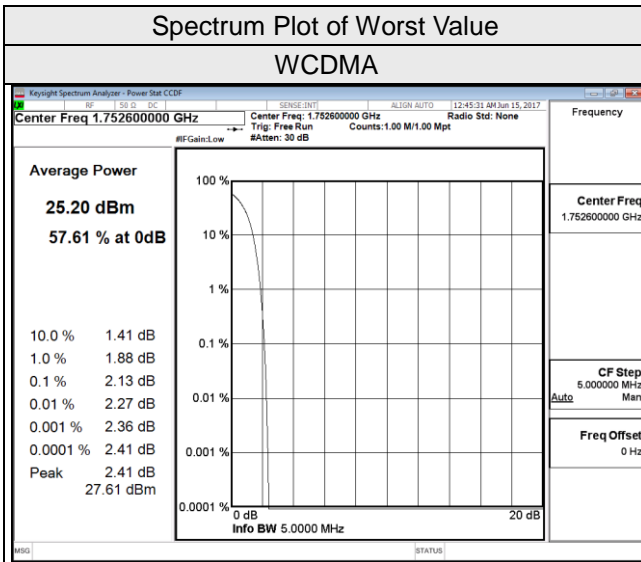 Spectrum Plot of Worst Value
WCDMA
Keysight Spectrum Analyzer - Power Stat CCDF
RF 50 Ω DC SENSE:INT ALIGN AUTO 12:45:31 AM Jun 15, 2017
Center Freq 1.752600000 GHz
Center Freq: 1.752600000 GHz Radio Std: None
Trig: Free Run Counts:1.00 M/1.00 Mpt
#IFGain:Low #Atten: 30 dB
Frequency
Average Power
25.20 dBm
57.61 % at 0dB
10.0 % 1.41 dB
1.0 % 1.88 dB
0.1 % 2.13 dB
0.01 % 2.27 dB
0.001 % 2.36 dB
0.0001 % 2.41 dB
Peak 2.41 dB
27.61 dBm
100 %
10 %
1 %
0.1 %
0.01 %
0.001 %
0.0001 %
0 dB 20 dB
Info BW 5.0000 MHz
Center Freq
1.752600000 GHz
CF Step
5.000000 MHz
Auto Man
Freq Offset
0 Hz
MSG STATUS